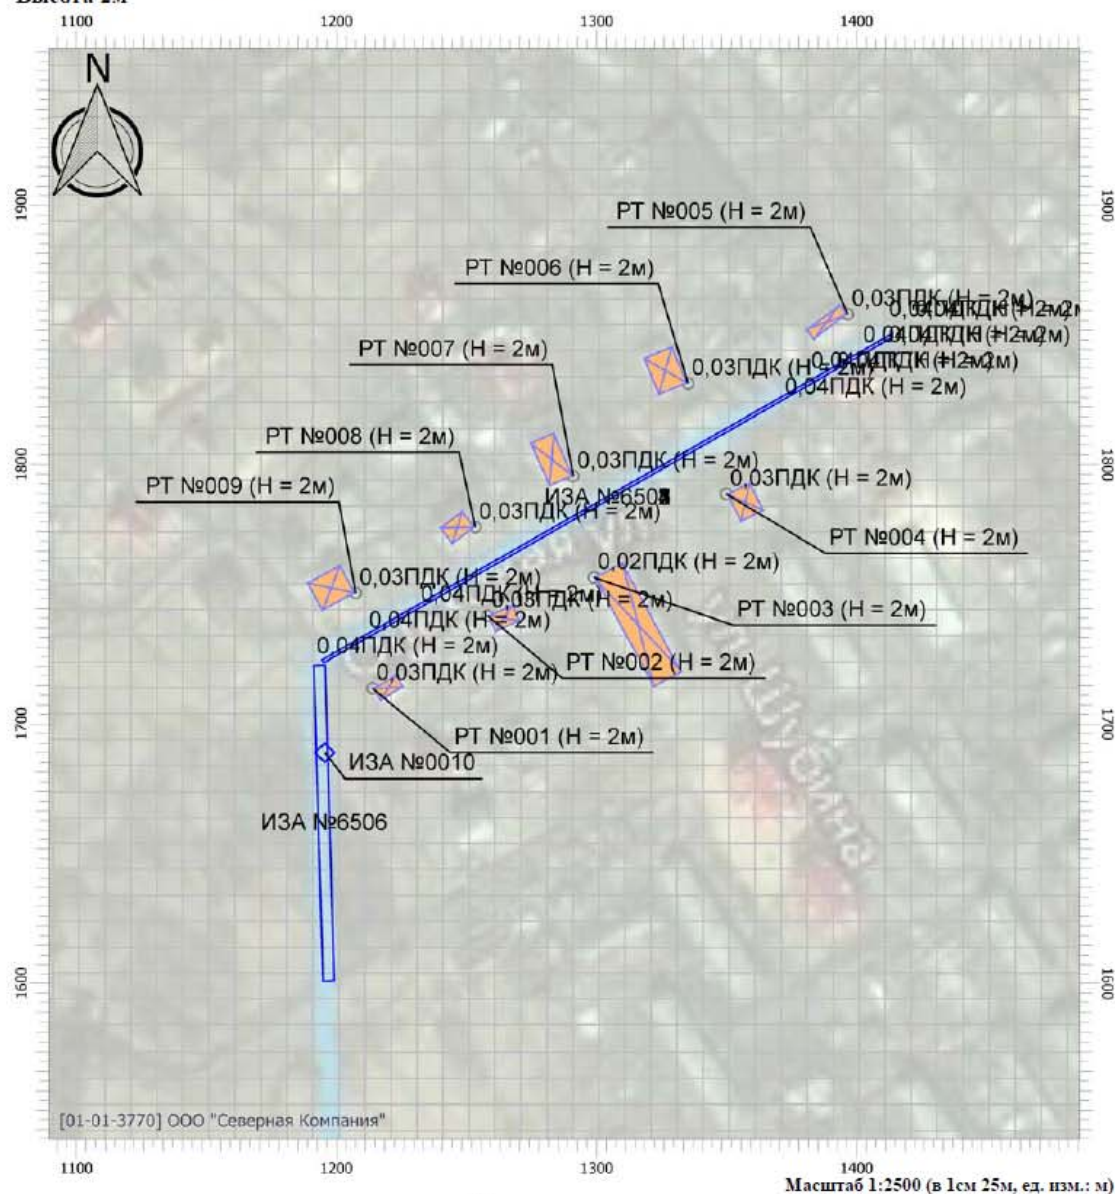 Высота 2м
1100 1200 1300 1400
N
1900 1900
РТ №005 (Н = 2м)
РТ №006 (Н = 2м)
0,03ПДК (Н = 2м)
РТ №007 (Н = 2м)
0,03ПДК (Н = 2м)
0,04ПДК (Н = 2м)
РТ №008 (Н = 2м)
0,03ПДК (Н = 2м)
1800 1800
РТ №009 (Н = 2м)
0,03ПДК (Н = 2м)
ИЗА
0,03ПДК (Н = 2м)
РТ №004 (Н = 2м)
0,02ПДК (Н = 2м)
0,03ПДК (Н = 2м)
0,04ПДК (Н = 2м)
0,03ПДК (Н = 2м)
РТ №003 (Н = 2м)
0,04ПДК (Н = 2м)
0,04ПДК (Н = 2м)
РТ №002 (Н = 2м)
0,03ПДК (Н = 2м)
1700 1700
РТ №001 (Н = 2м)
ИЗА №0010
ИЗА №6506
Шубина
1600 1600
[01-01-3770] ООО "Северная Компания"
1100 1200 1300 1400
Масштаб 1:2500 (в 1см 25м, ед. изм.: м)